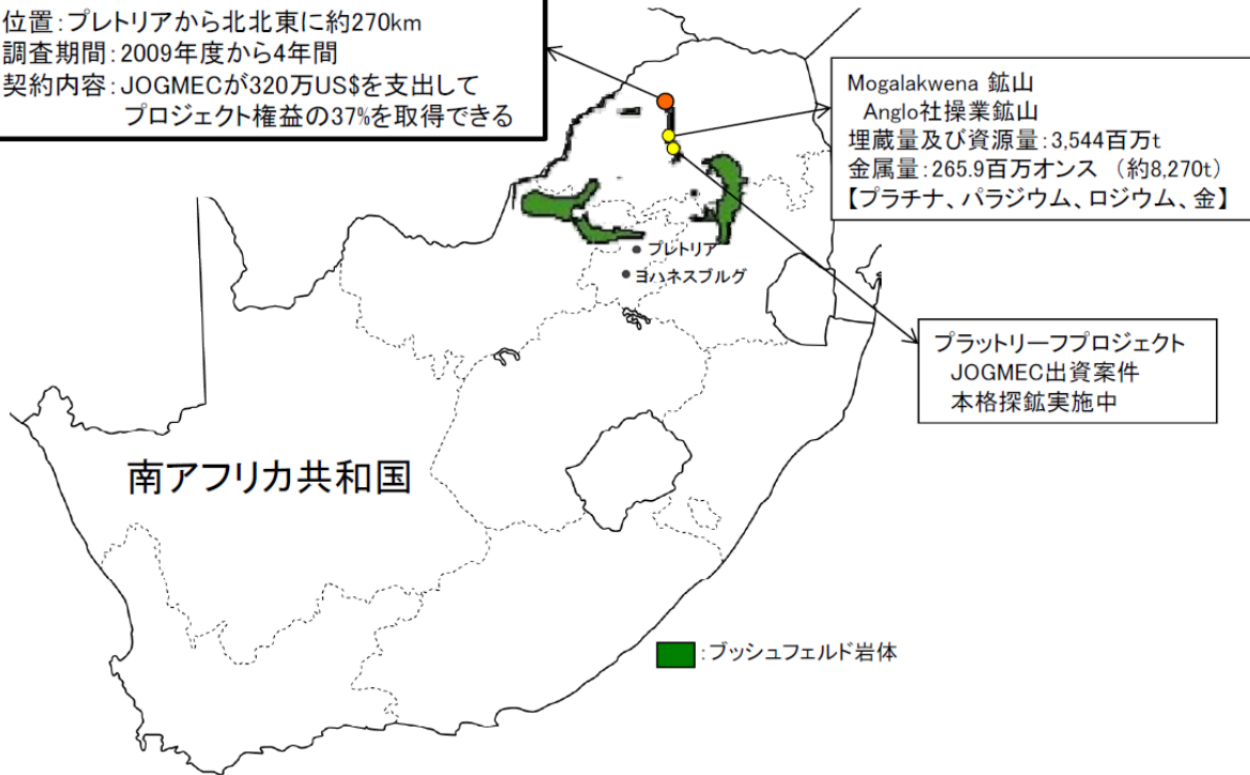 位置:プレトリアから北北東に約270km
調査期間:2009年度から4年間
契約内容:JOGMECが320万US$を支出して
プロジェクト権益の37%を取得できる
Mogalakwena 鉱山
Anglo社操業鉱山
埋蔵量及び資源量:3,544百万t
金属量:265.9百万オンス (約8,270t)
【プラチナ、パラジウム、ロジウム、金】
プレトリア
ヨハネスブルグ
プラットリーフプロジェクト
JOGMEC出資案件
本格探鉱実施中
南アフリカ共和国
:ブッシュフェルド岩体